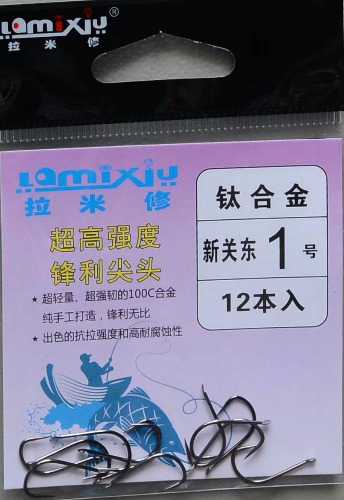 Lamixiu
拉米修
Lamixiu
拉米修
超高强度
锋利尖头
★ 超轻量、超强韧的100C合金
纯手工打造，锋利无比
★ 出色的抗拉强度和高耐腐蚀性
钛合金
新关东 1 号
12本入